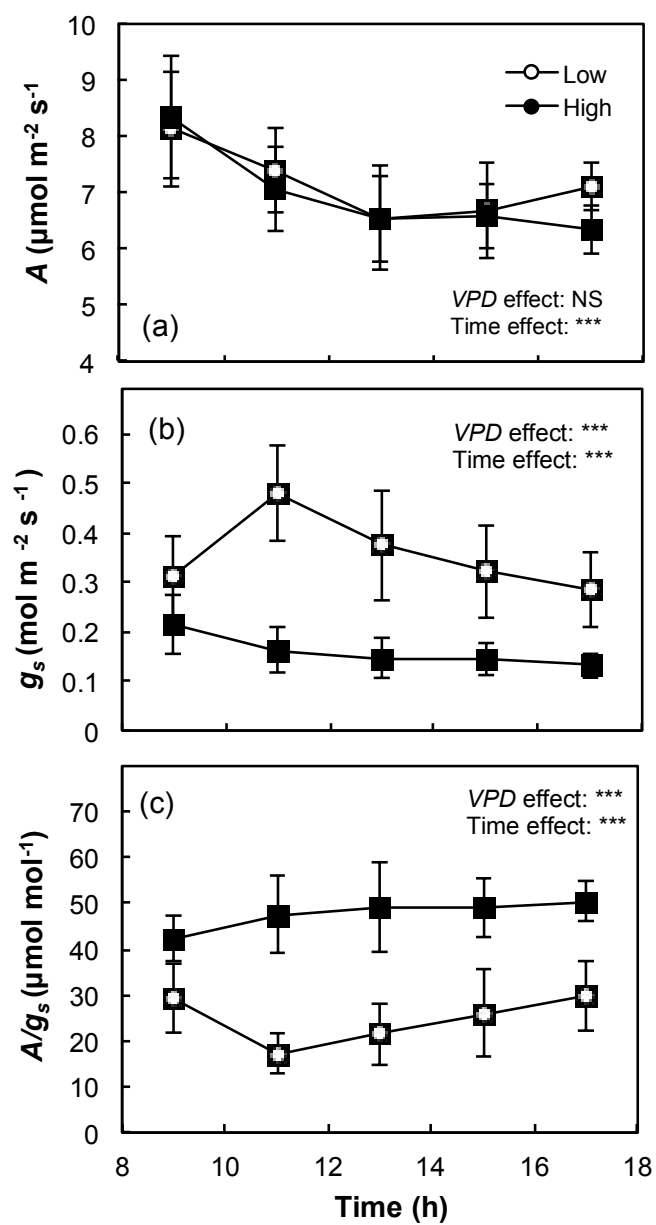 10
9
8
7
6
5
4
A (µmol m-2 s-1)
Low
High
VPD effect: NS
Time effect: ***
(a)
0.6
0.5
0.4
0.3
0.2
0.1
0
gs (mol m -2 s -1)
(b)
VPD effect: ***
Time effect: ***
70
60
50
40
30
20
10
0
A/gs (µmol mol-1)
(c)
VPD effect: ***
Time effect: ***
8 10 12 14 16 18
Time (h)